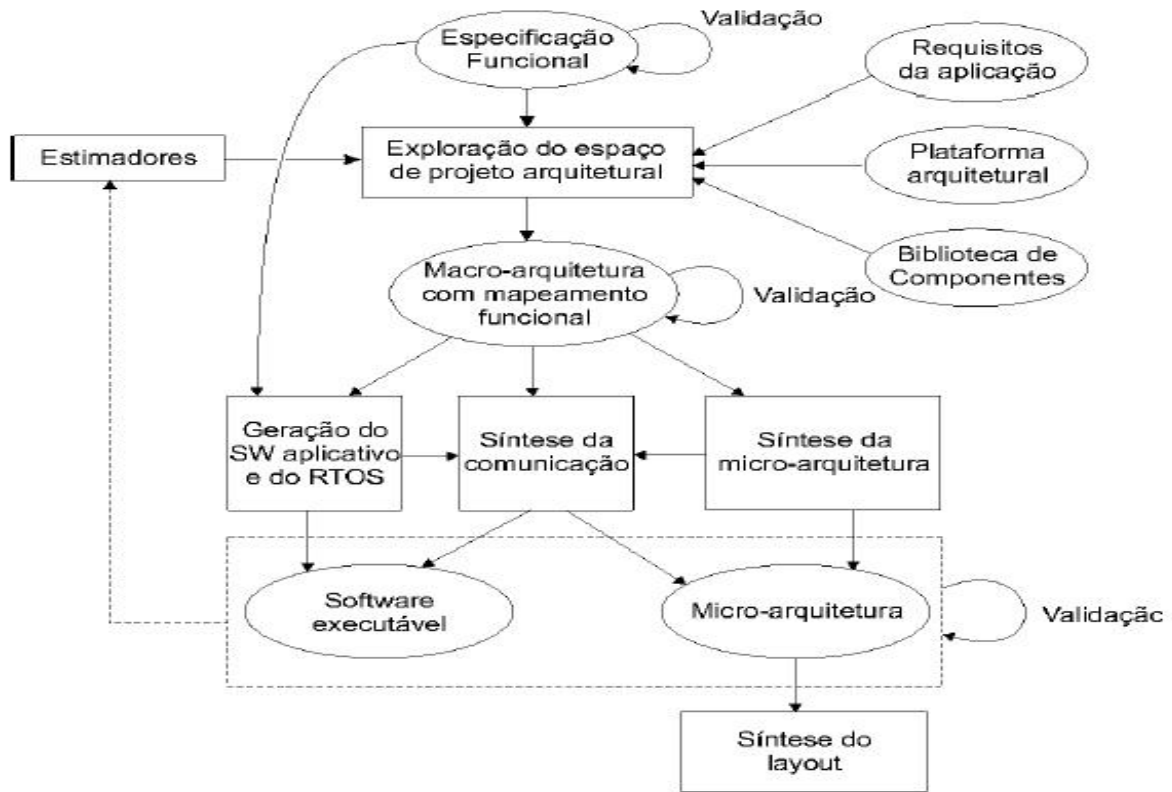 Validação
Especificação
Funcional
Requisitos
da aplicação
Estimadores
Exploração do espaço
de projeto arquitetural
Plataforma
arquitetural
Biblioteca de
Componentes
Macro-arquitetura
com mapeamento
funcional
Validação
Geração do
SW aplicativo
e do RTOS
Síntese da
comunicação
Síntese da
micro-arquitetura
Software
executável
Micro-arquitetura
Validaçãc
Síntese do
layout